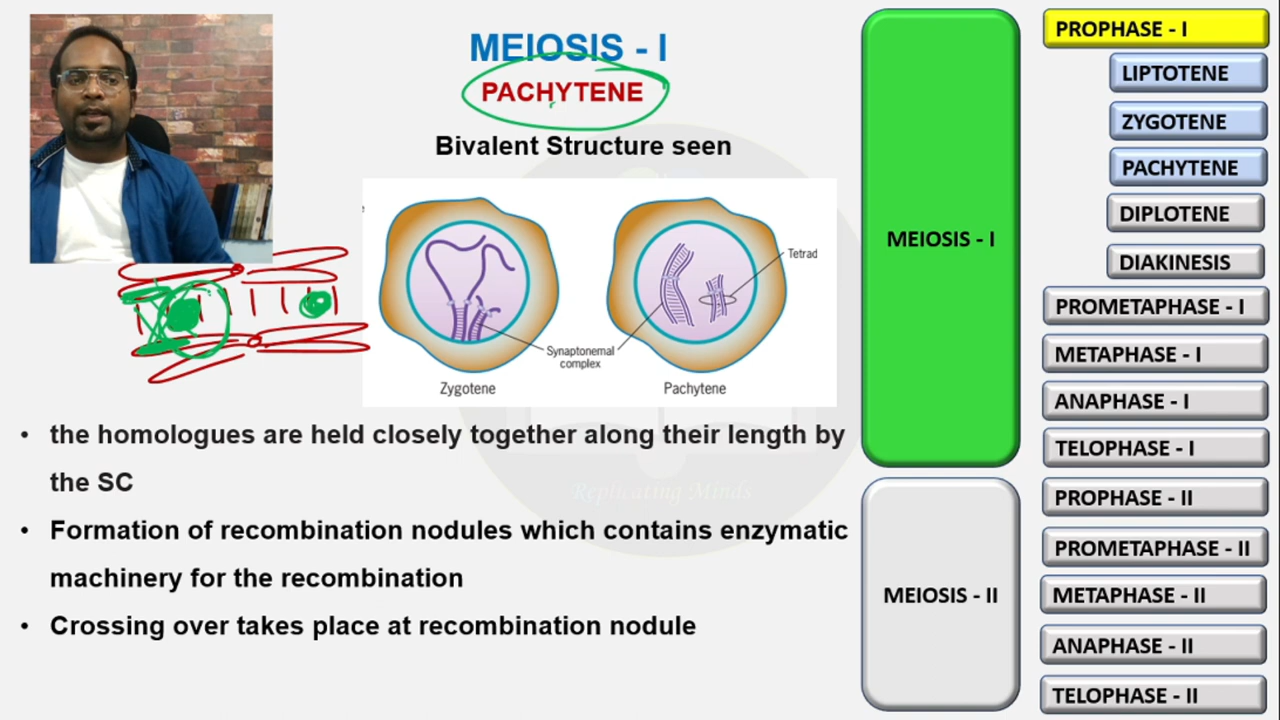 MEIOSIS - I
PACHYTENE
Bivalent Structure seen
Tetrad
Synaptonemal
complex
Zygotene
Pachytene
• the homologues are held closely together along their length by
the SC
• Formation of recombination nodules which contains enzymatic
machinery for the recombination
• Crossing over takes place at recombination nodule
Replicating Minds
MEIOSIS - I
MEIOSIS - II
PROPHASE - I
LIPTOTENE
ZYGOTENE
PACHYTENE
DIPLOTENE
DIAKINESIS
PROMETAPHASE - I
METAPHASE - I
ANAPHASE - I
TELOPHASE - I
PROPHASE - II
PROMETAPHASE - II
METAPHASE - II
ANAPHASE - II
TELOPHASE - II